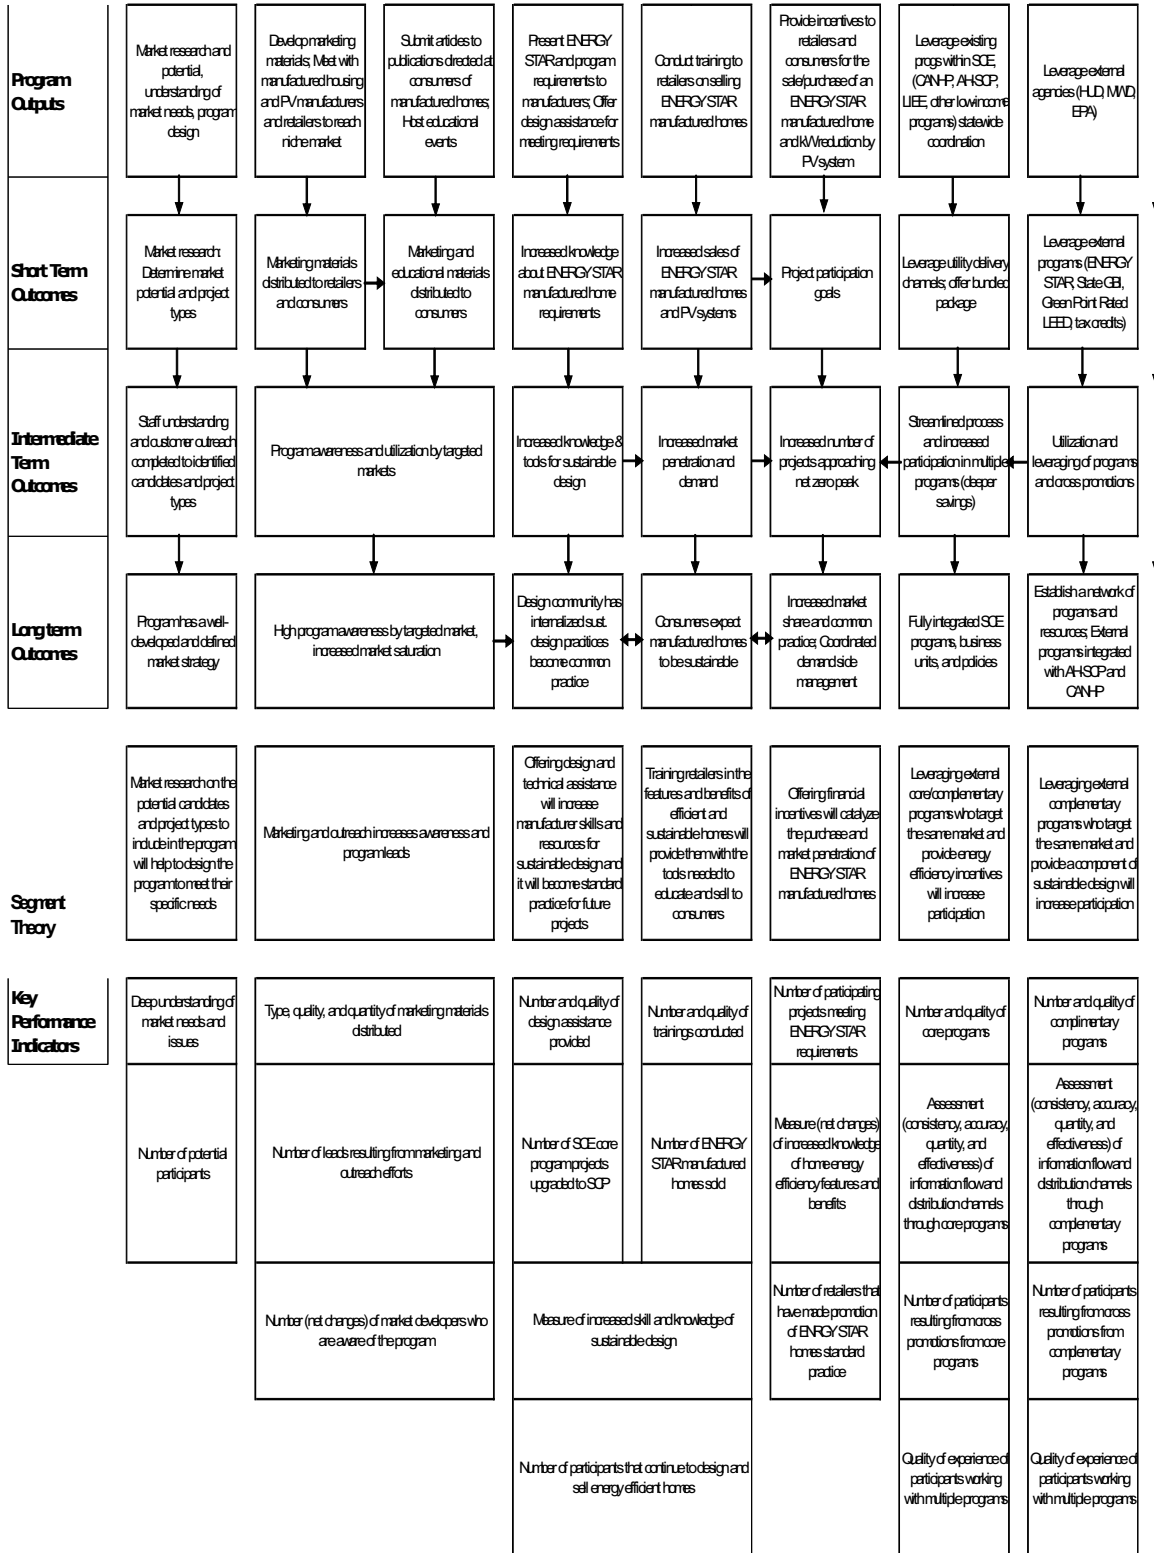 Program
Outputs
Market research and
potential,
understanding of
market needs, program
design
Develop marketing
materials; Meet with
manufactured housing
and PV manufacturers
and retailers to reach
niche market
Submit articles to
publications directed at
consumers of
manufactured homes;
Host educational
events
Present ENERGY
STAR and program
requirements to
manufacturers; Offer
design assistance for
meeting requirements
Conduct training to
retailers on selling
ENERGY STAR
manufactured homes
Provide incentives to
retailers and
consumers for the
sale/purchase of an
ENERGY STAR
manufactured home
and kW reduction by
PV system
Leverage existing
progs within SCE,
(CANHP, AH-SCP,
LIEE, other low-income
programs) statewide
coordination
Leverage external
agencies (HUD, MWD,
EPA)
Short Term
Outcomes
Market research:
Determine market
potential and project
types
Marketing materials
distributed to retailers
and consumers
Marketing and
educational materials
distributed to
consumers
Increased knowledge
about ENERGY STAR
manufactured home
requirements
Increased sales of
ENERGY STAR
manufactured homes
and PV systems
Project participation
goals
Leverage utility delivery
channels; offer bundled
package
Leverage external
programs (ENERGY
STAR, State GBI,
Green Point Rated
LEED, tax credits)
Intermediate
Term
Outcomes
Staff understanding
and customer outreach
completed to identified
candidates and project
types
Program awareness and utilization by targeted
markets
Increased knowledge &
tools for sustainable
design
Increased market
penetration and
demand
Increased number of
projects approaching
net zero peak
Streamlined process
and increased
participation in multiple
programs (deeper
savings)
Utilization and
leveraging of programs
and cross promotions
Long term
Outcomes
Program has a well-
developed and defined
market strategy
High program awareness by targeted market,
increased market saturation
Design community has
internalized sust.
design practices
become common
practice
Consumers expect
manufactured homes
to be sustainable
Increased market
share and common
practice; Coordinated
demand side
management
Fully integrated SCE
programs, business
units, and policies
Establish a network of
programs and
resources; External
programs integrated
with AH-SCP and
CANHP
Segment
Theory
Market research on the
potential candidates
and project types to
include in the program
will help to design the
program to meet their
specific needs
Marketing and outreach increases awareness and
program leads
Offering design and
technical assistance
will increase
manufacturer skills and
resources for
sustainable design and
it will become standard
practice for future
projects
Training retailers in the
features and benefits of
efficient and
sustainable homes will
provide them with the
tools needed to
educate and sell to
consumers
Offering financial
incentives will catalyze
the purchase and
market penetration of
ENERGY STAR
manufactured homes
Leveraging external
core/complementary
programs who target
the same market and
provide energy
efficiency incentives
will increase
participation
Leveraging external
complementary
programs who target
the same market and
provide a component of
sustainable design will
increase participation
Key
Performance
Indicators
Deep understanding of
market needs and
issues
Type, quality, and quantity of marketing materials
distributed
Number and quality of
design assistance
provided
Number and quality of
trainings conducted
Number of participating
projects meeting
ENERGY STAR
requirements
Number and quality of
core programs
Number and quality of
complimentary
programs
Number of potential
participants
Number of leads resulting from marketing and
outreach efforts
Number of SCE core
program projects
upgraded to SCP
Number of ENERGY
STAR manufactured
homes sold
Measure (net changes)
of increased knowledge
of home energy
efficiency features and
benefits
Assessment
(consistency, accuracy,
quantity, and
effectiveness) of
information flow and
distribution channels
through core programs
Assessment
(consistency, accuracy,
quantity, and
effectiveness) of
information flow and
distribution channels
through
complementary
programs
Number (net changes) of market developers who
are aware of the program
Measure of increased skill and knowledge of
sustainable design
Number of retailers that
have made promotion
of ENRGY STAR
homes standard
practice
Number of participants
resulting from cross
promotions from core
programs
Number of participants
resulting from cross
promotions from
complementary
programs
Number of participants that continue to design and
sell energy efficient homes
Quality of experience of
participants working
with multiple programs
Quality of experience of
participants working
with multiple programs